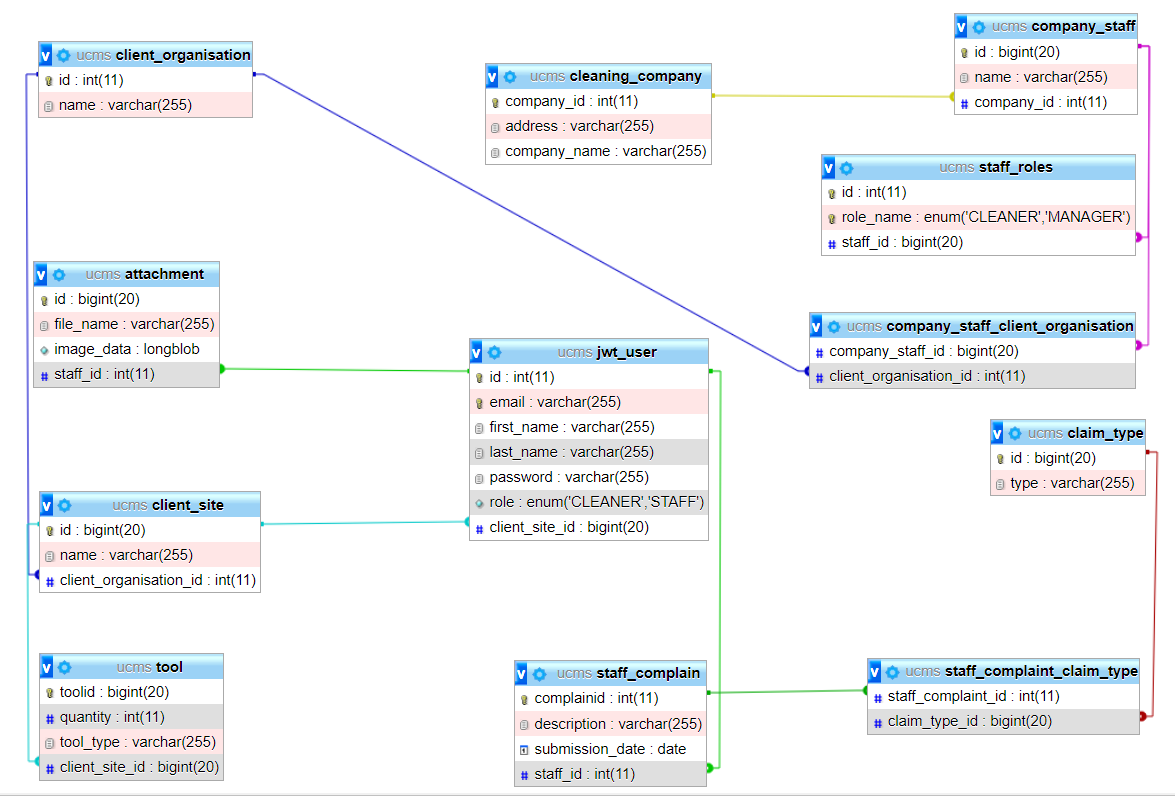 v ucms client_organisation
id : int(11)
name : varchar(255)
v ucms cleaning_company
company_id : int(11)
address : varchar(255)
company_name : varchar(255)
v ucms company_staff
id : bigint(20)
name : varchar(255)
# company_id : int(11)
v ucms staff_roles
id : int(11)
role_name : enum('CLEANER','MANAGER')
# staff_id : bigint(20)
v ucms attachment
id : bigint(20)
file_name : varchar(255)
image_data : longblob
# staff_id : int(11)
v ucms company_staff_client_organisation
# company_staff_id : bigint(20)
# client_organisation_id : int(11)
v ucms jwt_user
id : int(11)
email : varchar(255)
first_name : varchar(255)
last_name : varchar(255)
password : varchar(255)
role : enum('CLEANER','STAFF')
# client_site_id : bigint(20)
v ucms claim_type
id : bigint(20)
type : varchar(255)
v ucms client_site
id : bigint(20)
name : varchar(255)
# client_organisation_id : int(11)
v ucms tool
toolid : bigint(20)
# quantity : int(11)
tool_type : varchar(255)
# client_site_id : bigint(20)
v ucms staff_complain
complainid : int(11)
description : varchar(255)
submission_date : date
# staff_id : int(11)
v ucms staff_complaint_claim_type
# staff_complaint_id : int(11)
# claim_type_id : bigint(20)